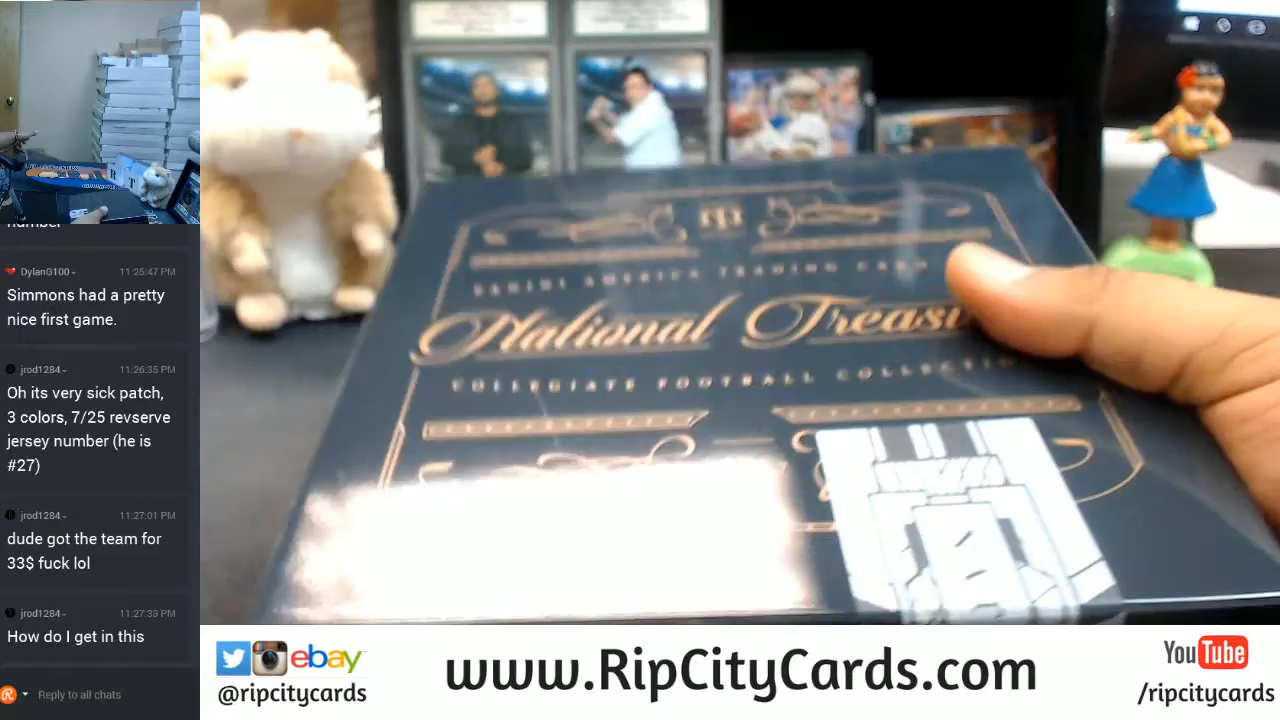 number
DylanG100
11:25:47 PM
Simmons had a pretty
nice first game.
jrod1284
11:26:35 PM
Oh its very sick patch,
3 colors, 7/25 revserve
jersey number (he is
#27)
jrod1284
11:27:01 PM
dude got the team for
33$ fuck lol
jrod1284
11:27:33 PM
How do I get in this
Reply to all chats
PANINI AMERICA TRADING CARD
National Treasu
COLLEGIATE FOOTBALL COLLECTIO
ebay
@ripcitycards
www.RipCityCards.com
YouTube
/ripcitycards